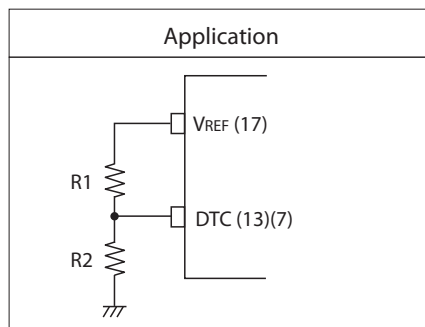 Application
VREF (17)
R1
DTC (13)(7)
R2